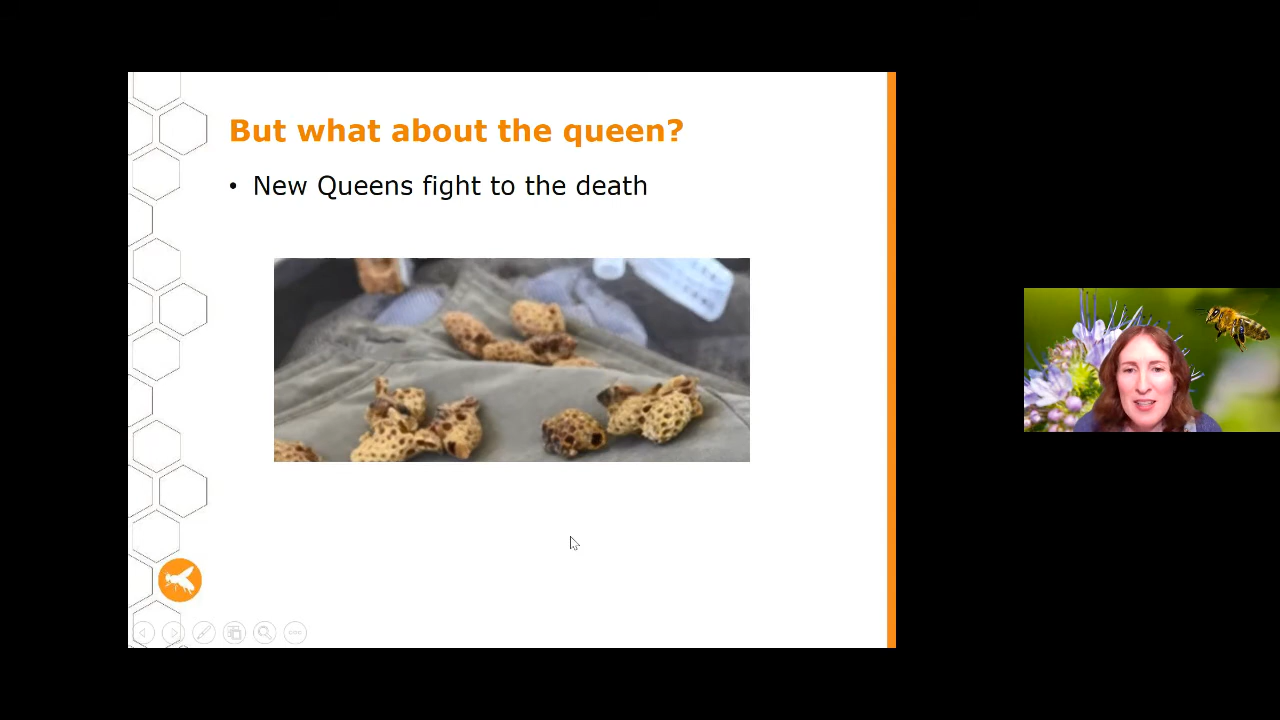 But what about the queen?
• New Queens fight to the death